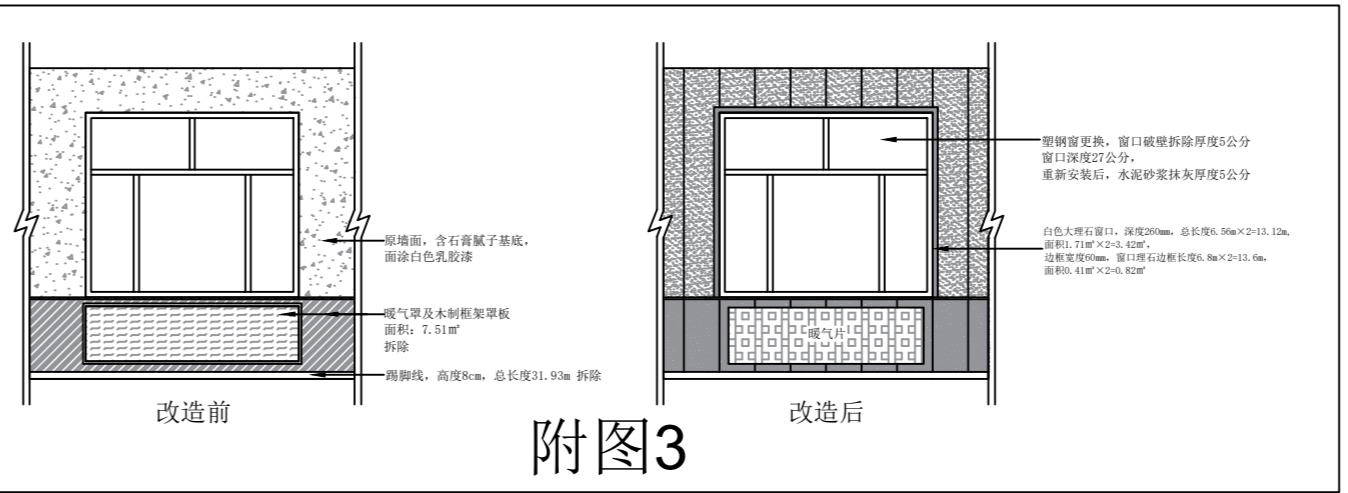 原墙面，含石膏腻子基底，
面涂白色乳胶漆
暖气罩及木制框架罩板
面积：7.51㎡
拆除
踢脚线，高度8cm，总长度31.93m 拆除
改造前
塑钢窗更换，窗口破壁拆除厚度5公分
窗口深度27公分，
重新安装后，水泥砂浆抹灰厚度5公分
白色大理石窗口，深度260mm，总长度6.56m×2=13.12m，
面积1.71㎡×2=3.42㎡，
边框宽度60mm，窗口理石边框长度6.8m×2=13.6m，
面积0.41㎡×2=0.82㎡
暖气片
改造后
附图3